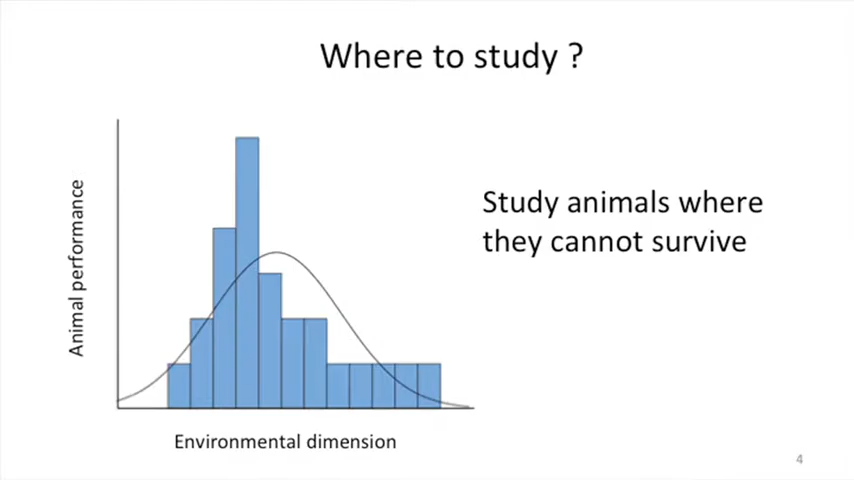 Where to study ?
Animal performance
Study animals where
they cannot survive
Environmental dimension
4